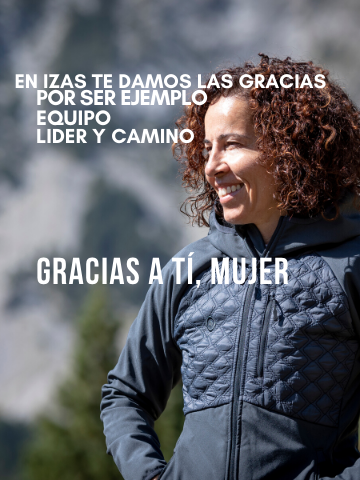 EN IZAS TE DAMOS LAS GRACIAS
POR SER EJEMPLO
EQUIPO
LIDER Y CAMINO
GRACIAS A TÍ, MUJER